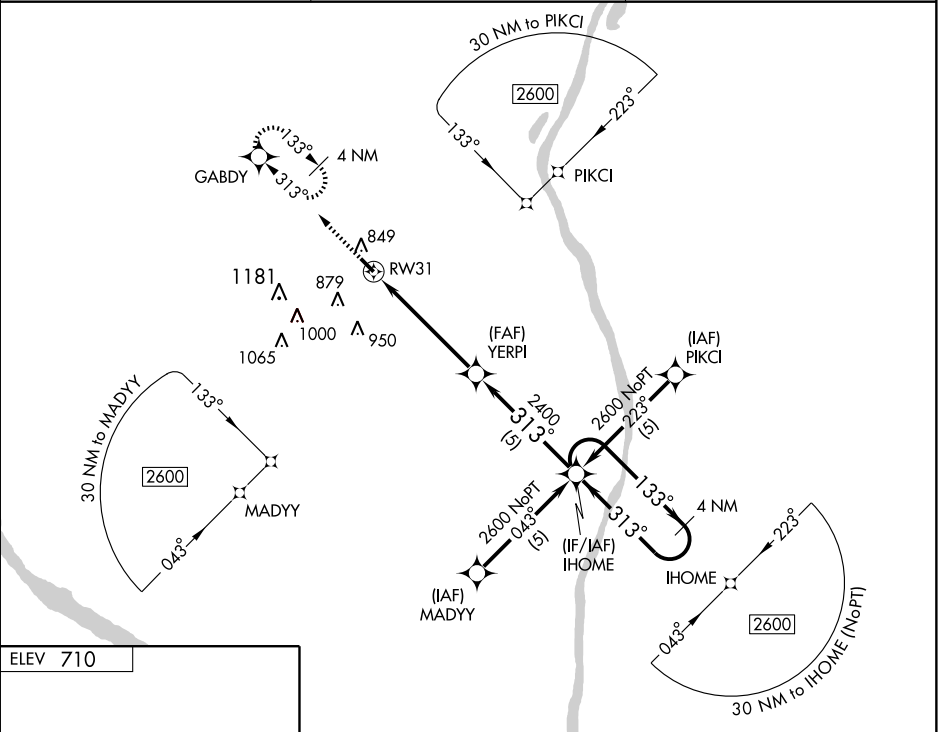 30 NM to PIKCI
2600
133°
223°
PIKCI
133°
4 NM
GABDY
313°
849
RW31
1181
879
1000
950
1065
(FAF)
YERPI
(IAF)
PIKCI
2600 NoPT
223°
(5)
2400
313°
(5)
30 NM to MADYY
133°
2600
MADYY
043°
133°
4 NM
313°
2600 NoPT
043°
(5)
(IF/IAF)
IHOME
(IAF)
MADYY
IHOME
223°
2600
043°
30 NM to IHOME (NoPT)
ELEV 710